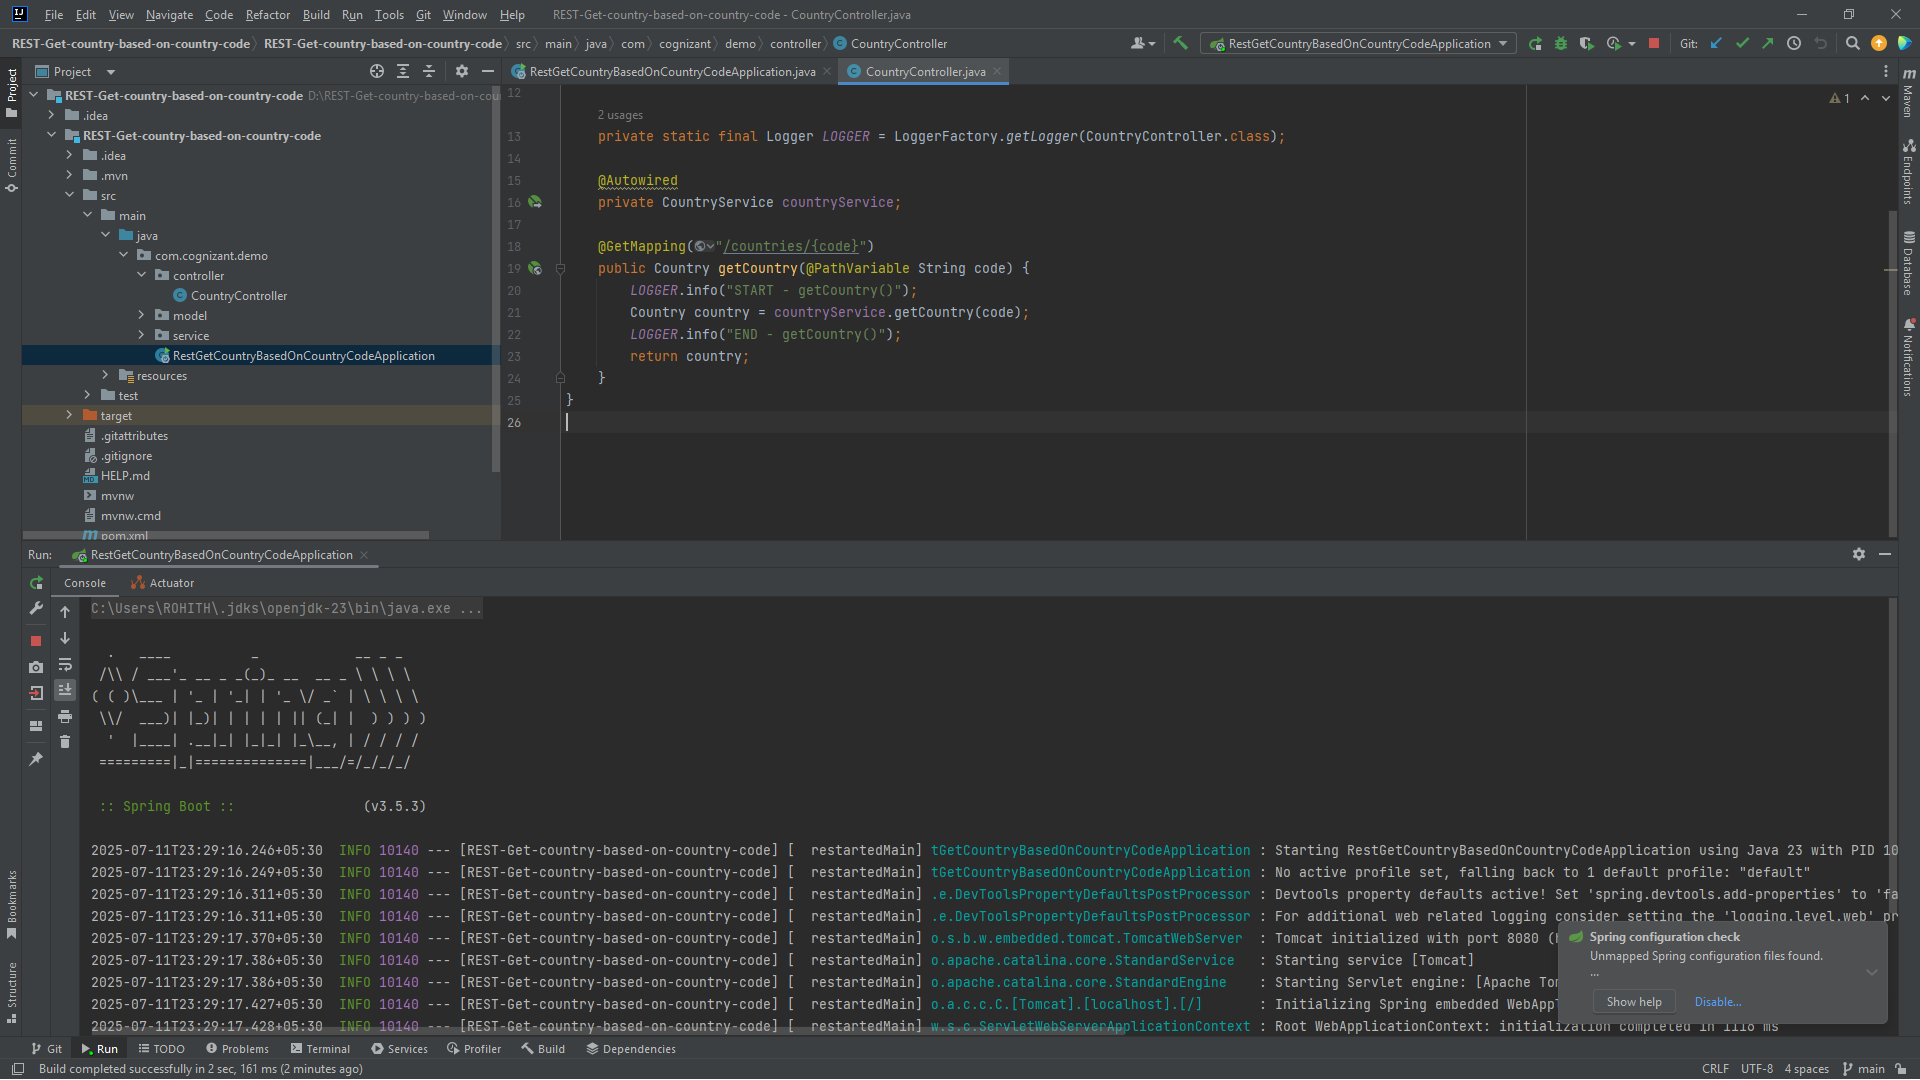 File Edit View Navigate Code Refactor Build Run Tools Git Window Help REST-Get-country-based-on-country-code - CountryController.java
REST-Get-country-based-on-country-code REST-Get-country-based-on-country-code src main java com cognizant demo controller CountryController RestGetCountryBasedOnCountryCodeApplication Git:
Project
RestGetCountryBasedOnCountryCodeApplication.java CountryController.java
Project
Commit
REST-Get-country-based-on-country-code D:\REST-Get-country-based-on-cou
.idea
REST-Get-country-based-on-country-code
.idea
.mvn
src
main
java
com.cognizant.demo
controller
CountryController
model
service
RestGetCountryBasedOnCountryCodeApplication
resources
test
target
.gitattributes
.gitignore
HELP.md
mvnw
mvnw.cmd
pom.xml
12
2 usages
13 private static final Logger LOGGER = LoggerFactory.getLogger(CountryController.class);
14
15 @Autowired
16 private CountryService countryService;
17
18 @GetMapping("/countries/{code}")
19 public Country getCountry(@PathVariable String code) {
20 LOGGER.info("START - getCountry()");
21 Country country = countryService.getCountry(code);
22 LOGGER.info("END - getCountry()");
23 return country;
24 }
25 }
26
1
Maven
Endpoints
Database
Notifications
Run: RestGetCountryBasedOnCountryCodeApplication
Console Actuator
C:\Users\ROHITH\.jdks\openjdk-23\bin\java.exe ...
  .   ____          _            __ _ _
 /\\ / ___'_ __ _ _(_)_ __  __ _ \ \ \ \
( ( )\___ | '_ | '_| | '_ \/ _` | \ \ \ \
 \\/  ___)| |_)| | | | | || (_| |  ) ) ) )
  '  |____| .__|_| |_|_| |_\__, | / / / /
 =========|_|==============|___/=/_/_/_/
:: Spring Boot :: (v3.5.3)
2025-07-11T23:29:16.246+05:30 INFO 10140 --- [REST-Get-country-based-on-country-code] [ restartedMain] tGetCountryBasedOnCountryCodeApplication : Starting RestGetCountryBasedOnCountryCodeApplication using Java 23 with PID 10
2025-07-11T23:29:16.249+05:30 INFO 10140 --- [REST-Get-country-based-on-country-code] [ restartedMain] tGetCountryBasedOnCountryCodeApplication : No active profile set, falling back to 1 default profile: "default"
2025-07-11T23:29:16.311+05:30 INFO 10140 --- [REST-Get-country-based-on-country-code] [ restartedMain] .e.DevToolsPropertyDefaultsPostProcessor : Devtools property defaults active! Set 'spring.devtools.add-properties' to 'fa
2025-07-11T23:29:16.311+05:30 INFO 10140 --- [REST-Get-country-based-on-country-code] [ restartedMain] .e.DevToolsPropertyDefaultsPostProcessor : For additional web related logging consider setting the 'logging.level.web' pr
2025-07-11T23:29:17.370+05:30 INFO 10140 --- [REST-Get-country-based-on-country-code] [ restartedMain] o.s.b.w.embedded.tomcat.TomcatWebServer : Tomcat initialized with port 8080 (
2025-07-11T23:29:17.386+05:30 INFO 10140 --- [REST-Get-country-based-on-country-code] [ restartedMain] o.apache.catalina.core.StandardService : Starting service [Tomcat]
2025-07-11T23:29:17.386+05:30 INFO 10140 --- [REST-Get-country-based-on-country-code] [ restartedMain] o.apache.catalina.core.StandardEngine : Starting Servlet engine: [Apache Tom
2025-07-11T23:29:17.427+05:30 INFO 10140 --- [REST-Get-country-based-on-country-code] [ restartedMain] o.a.c.c.C.[Tomcat].[localhost].[/] : Initializing Spring embedded WebApp
2025-07-11T23:29:17.428+05:30 INFO 10140 --- [REST-Get-country-based-on-country-code] [ restartedMain] w.s.c.ServletWebServerApplicationContext : Root WebApplicationContext: initialization completed in 1118 ms
Spring configuration check
Unmapped Spring configuration files found.
...
Show help Disable...
Bookmarks
Structure
Git Run TODO Problems Terminal Services Profiler Build Dependencies
Build completed successfully in 2 sec, 161 ms (2 minutes ago) CRLF UTF-8 4 spaces main